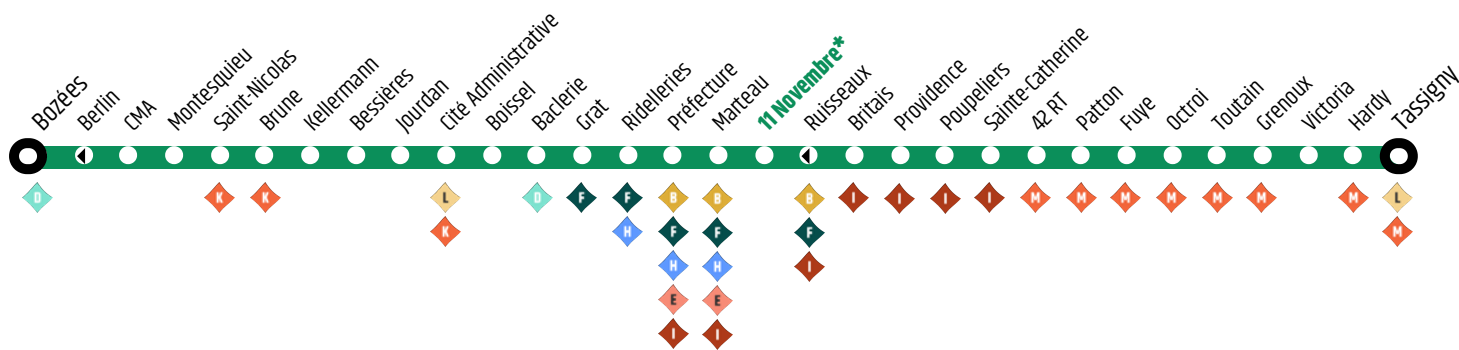 Bozées
Berlin
CMA
Montesquieu
Saint-Nicolas
Brune
Kellermann
Bessières
Jourdan
Cité Administrative
Boissel
Baclerie
Grat
Ridelleries
Préfecture
Marteau
11 Novembre*
Ruisseaux
Britais
Providence
Poupeliers
Sainte-Catherine
42 RT
Patton
Fuye
Octroi
Toutain
Grenoux
Victoria
Hardy
Tassigny
D K K L D F F B B B I I I I M M M M M M M L
K H F F F M
H H I
E E
I I